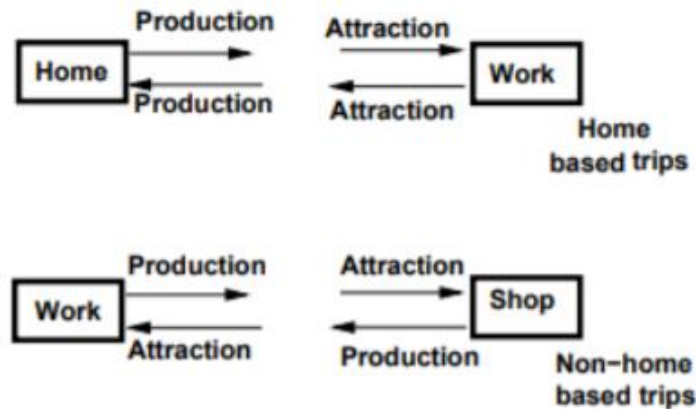 Production
Attraction
Home
Work
Production
Attraction
Home
based trips
Production
Attraction
Work
Shop
Attraction
Production
Non-home
based trips